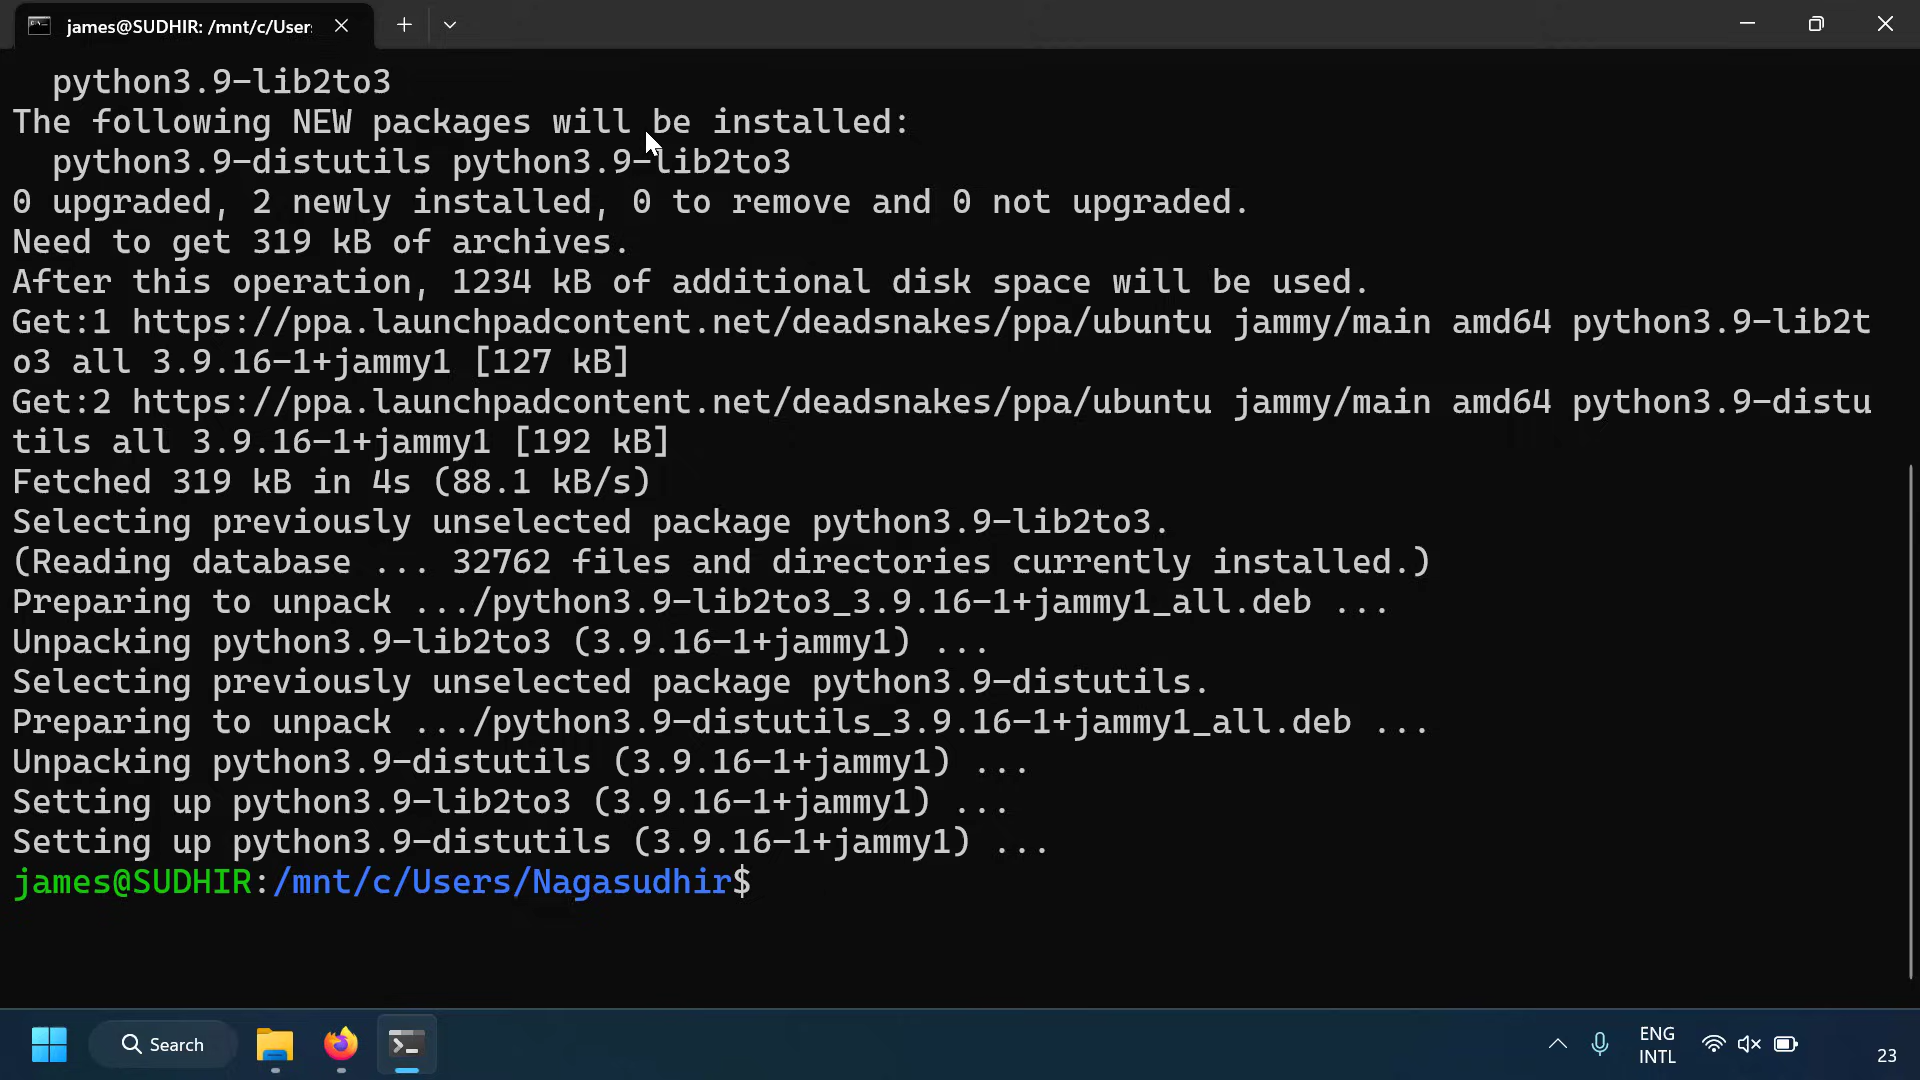 james@SUDHIR: /mnt/c/User
python3.9-lib2to3
The following NEW packages will be installed:
python3.9-distutils python3.9-lib2to3
0 upgraded, 2 newly installed, 0 to remove and 0 not upgraded.
Need to get 319 kB of archives.
After this operation, 1234 kB of additional disk space will be used.
Get:1 https://ppa.launchpadcontent.net/deadsnakes/ppa/ubuntu jammy/main amd64 python3.9-lib2t
o3 all 3.9.16-1+jammy1 [127 kB]
Get:2 https://ppa.launchpadcontent.net/deadsnakes/ppa/ubuntu jammy/main amd64 python3.9-distu
tils all 3.9.16-1+jammy1 [192 kB]
Fetched 319 kB in 4s (88.1 kB/s)
Selecting previously unselected package python3.9-lib2to3.
(Reading database ... 32762 files and directories currently installed.)
Preparing to unpack .../python3.9-lib2to3_3.9.16-1+jammy1_all.deb ...
Unpacking python3.9-lib2to3 (3.9.16-1+jammy1) ...
Selecting previously unselected package python3.9-distutils.
Preparing to unpack .../python3.9-distutils_3.9.16-1+jammy1_all.deb ...
Unpacking python3.9-distutils (3.9.16-1+jammy1) ...
Setting up python3.9-lib2to3 (3.9.16-1+jammy1) ...
Setting up python3.9-distutils (3.9.16-1+jammy1) ...
james@SUDHIR:/mnt/c/Users/Nagasudhir$
Search
ENG
INTL
23